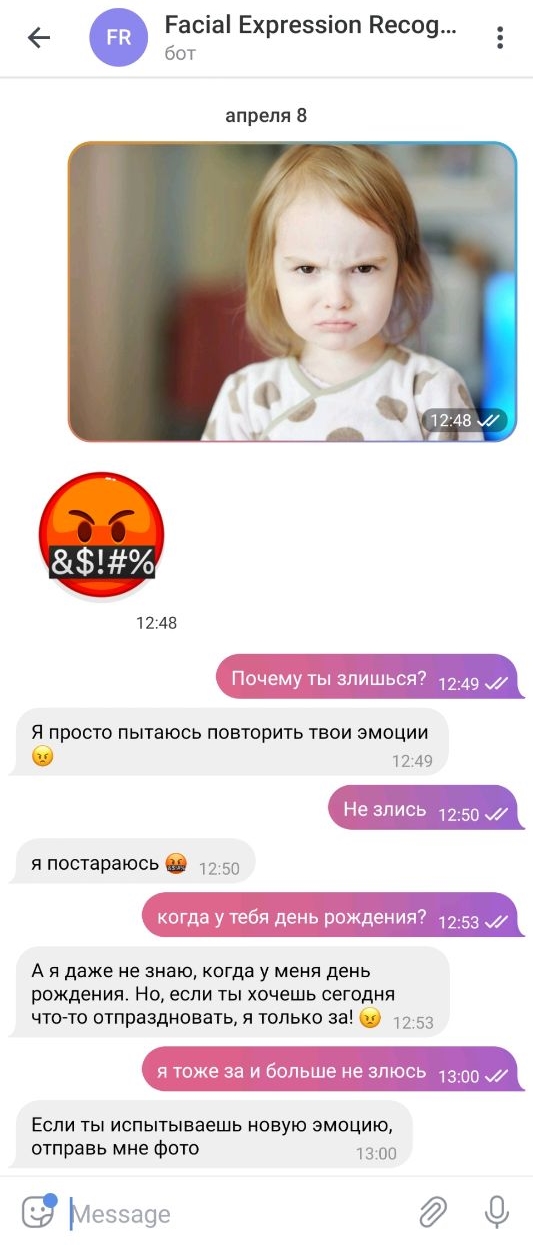 FR
Facial Expression Recog...
бот
апреля 8
12:48
&$!#%
12:48
Почему ты злишься? 12:49
Я просто пытаюсь повторить твои эмоции
😠 12:49
Не злись 12:50
я постараюсь 🤬 12:50
когда у тебя день рождения? 12:53
А я даже не знаю, когда у меня день
рождения. Но, если ты хочешь сегодня
что-то отпраздновать, я только за! 😠 12:53
я тоже за и больше не злюсь 13:00
Если ты испытываешь новую эмоцию,
отправь мне фото 13:00
Message